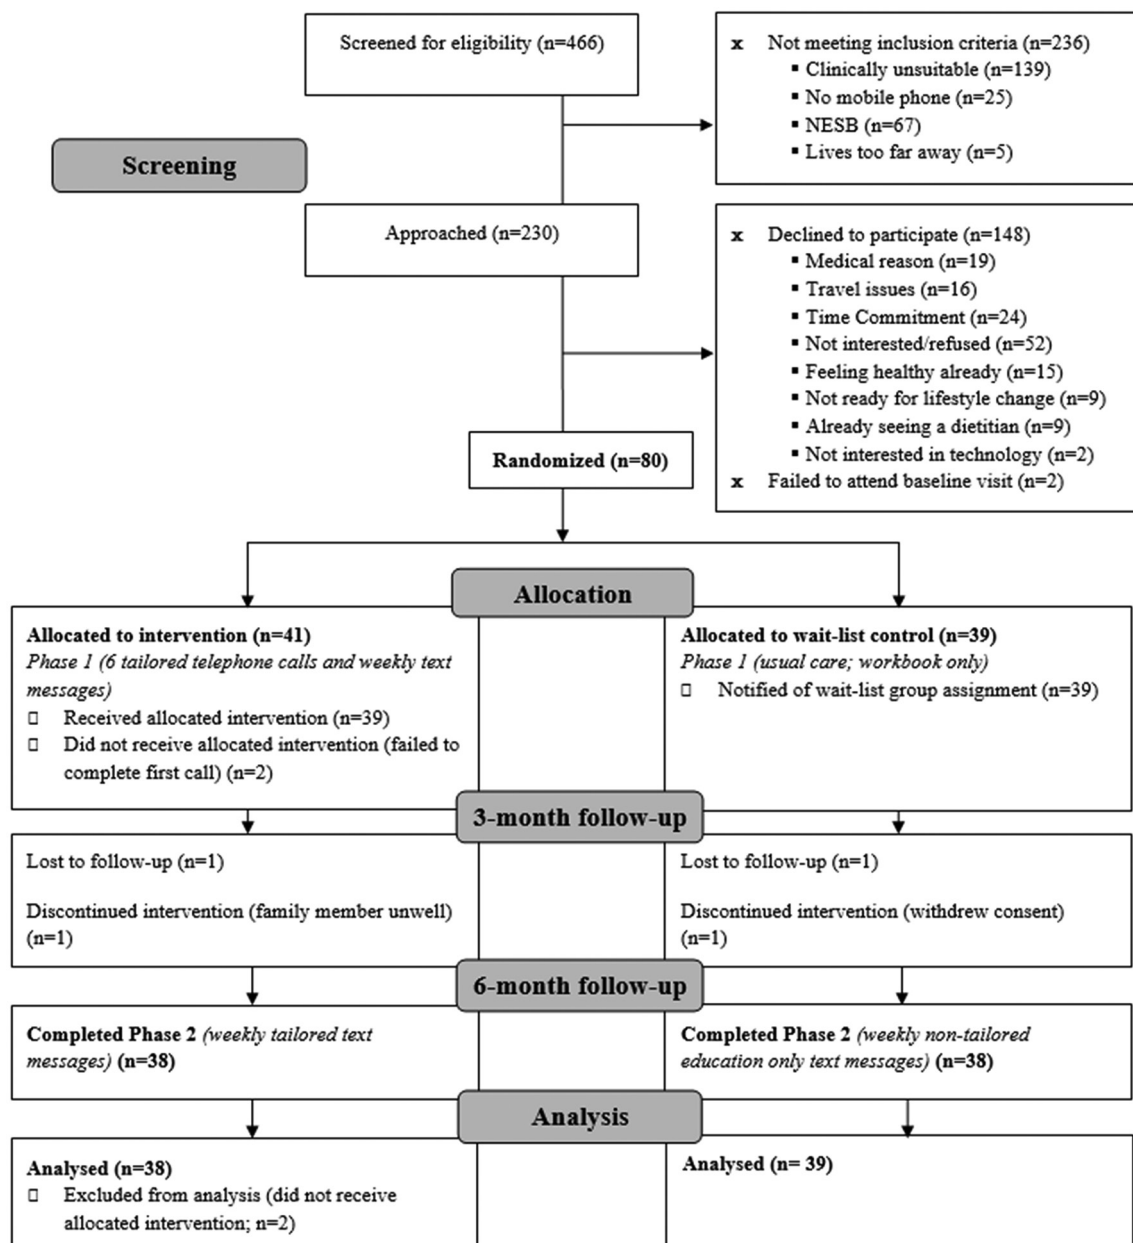 Screened for eligibility (n=466)
x Not meeting inclusion criteria (n=236)
▪ Clinically unsuitable (n=139)
▪ No mobile phone (n=25)
▪ NESB (n=67)
▪ Lives too far away (n=5)
Screening
Approached (n=230)
x Declined to participate (n=148)
▪ Medical reason (n=19)
▪ Travel issues (n=16)
▪ Time Commitment (n=24)
▪ Not interested/refused (n=52)
▪ Feeling healthy already (n=15)
▪ Not ready for lifestyle change (n=9)
▪ Already seeing a dietitian (n=9)
▪ Not interested in technology (n=2)
x Failed to attend baseline visit (n=2)
Randomized (n=80)
Allocation
Allocated to intervention (n=41)
Phase 1 (6 tailored telephone calls and weekly text
messages)
▯ Received allocated intervention (n=39)
▯ Did not receive allocated intervention (failed to
complete first call) (n=2)
Allocated to wait-list control (n=39)
Phase 1 (usual care; workbook only)
▯ Notified of wait-list group assignment (n=39)
3-month follow-up
Lost to follow-up (n=1)
Discontinued intervention (family member unwell)
(n=1)
Lost to follow-up (n=1)
Discontinued intervention (withdrew consent)
(n=1)
6-month follow-up
Completed Phase 2 (weekly tailored text
messages) (n=38)
Completed Phase 2 (weekly non-tailored
education only text messages) (n=38)
Analysis
Analysed (n=38)
▯ Excluded from analysis (did not receive
allocated intervention; n=2)
Analysed (n= 39)